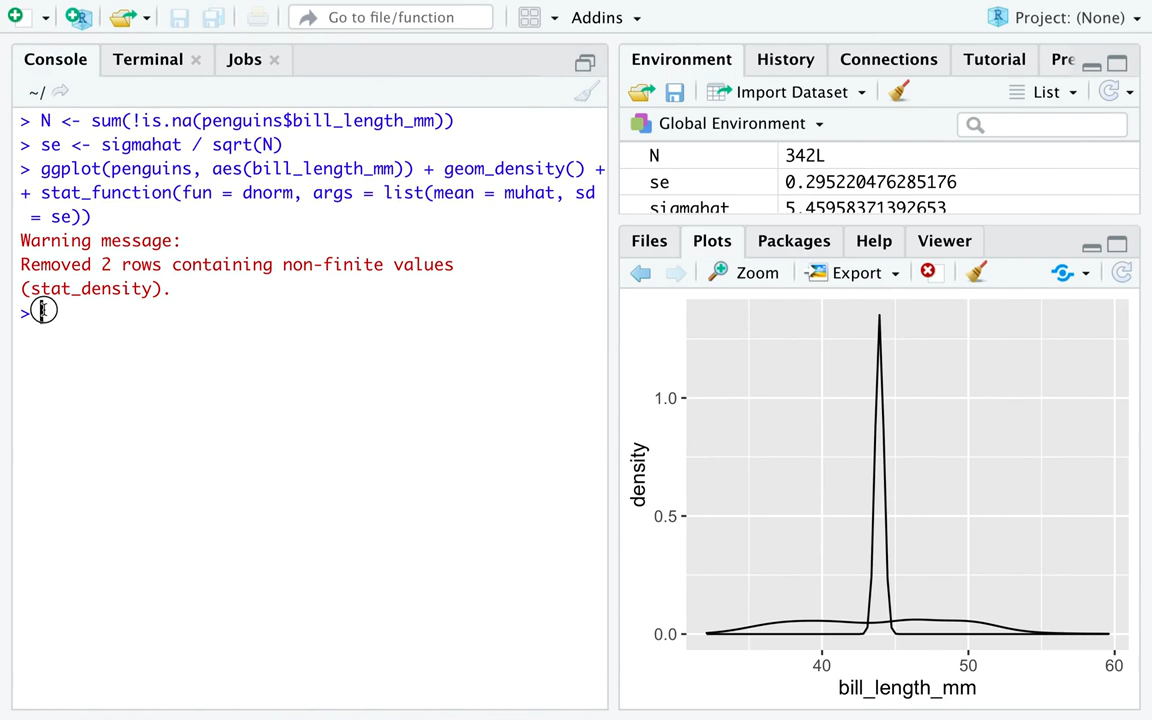 Go to file/function
Addins
Project: (None)
Console
Terminal
Jobs
~/
> N <- sum(!is.na(penguins$bill_length_mm))
> se <- sigmahat / sqrt(N)
> ggplot(penguins, aes(bill_length_mm)) + geom_density() +
+ stat_function(fun = dnorm, args = list(mean = muhat, sd
= se))
Warning message:
Removed 2 rows containing non-finite values
(stat_density).
>
Environment
History
Connections
Tutorial
Pre
Import Dataset
List
Global Environment
N 342L
se 0.295220476285176
sigmahat 5.45958371392653
Files
Plots
Packages
Help
Viewer
Zoom
Export
1.0
0.5
0.0
density
40
50
60
bill_length_mm